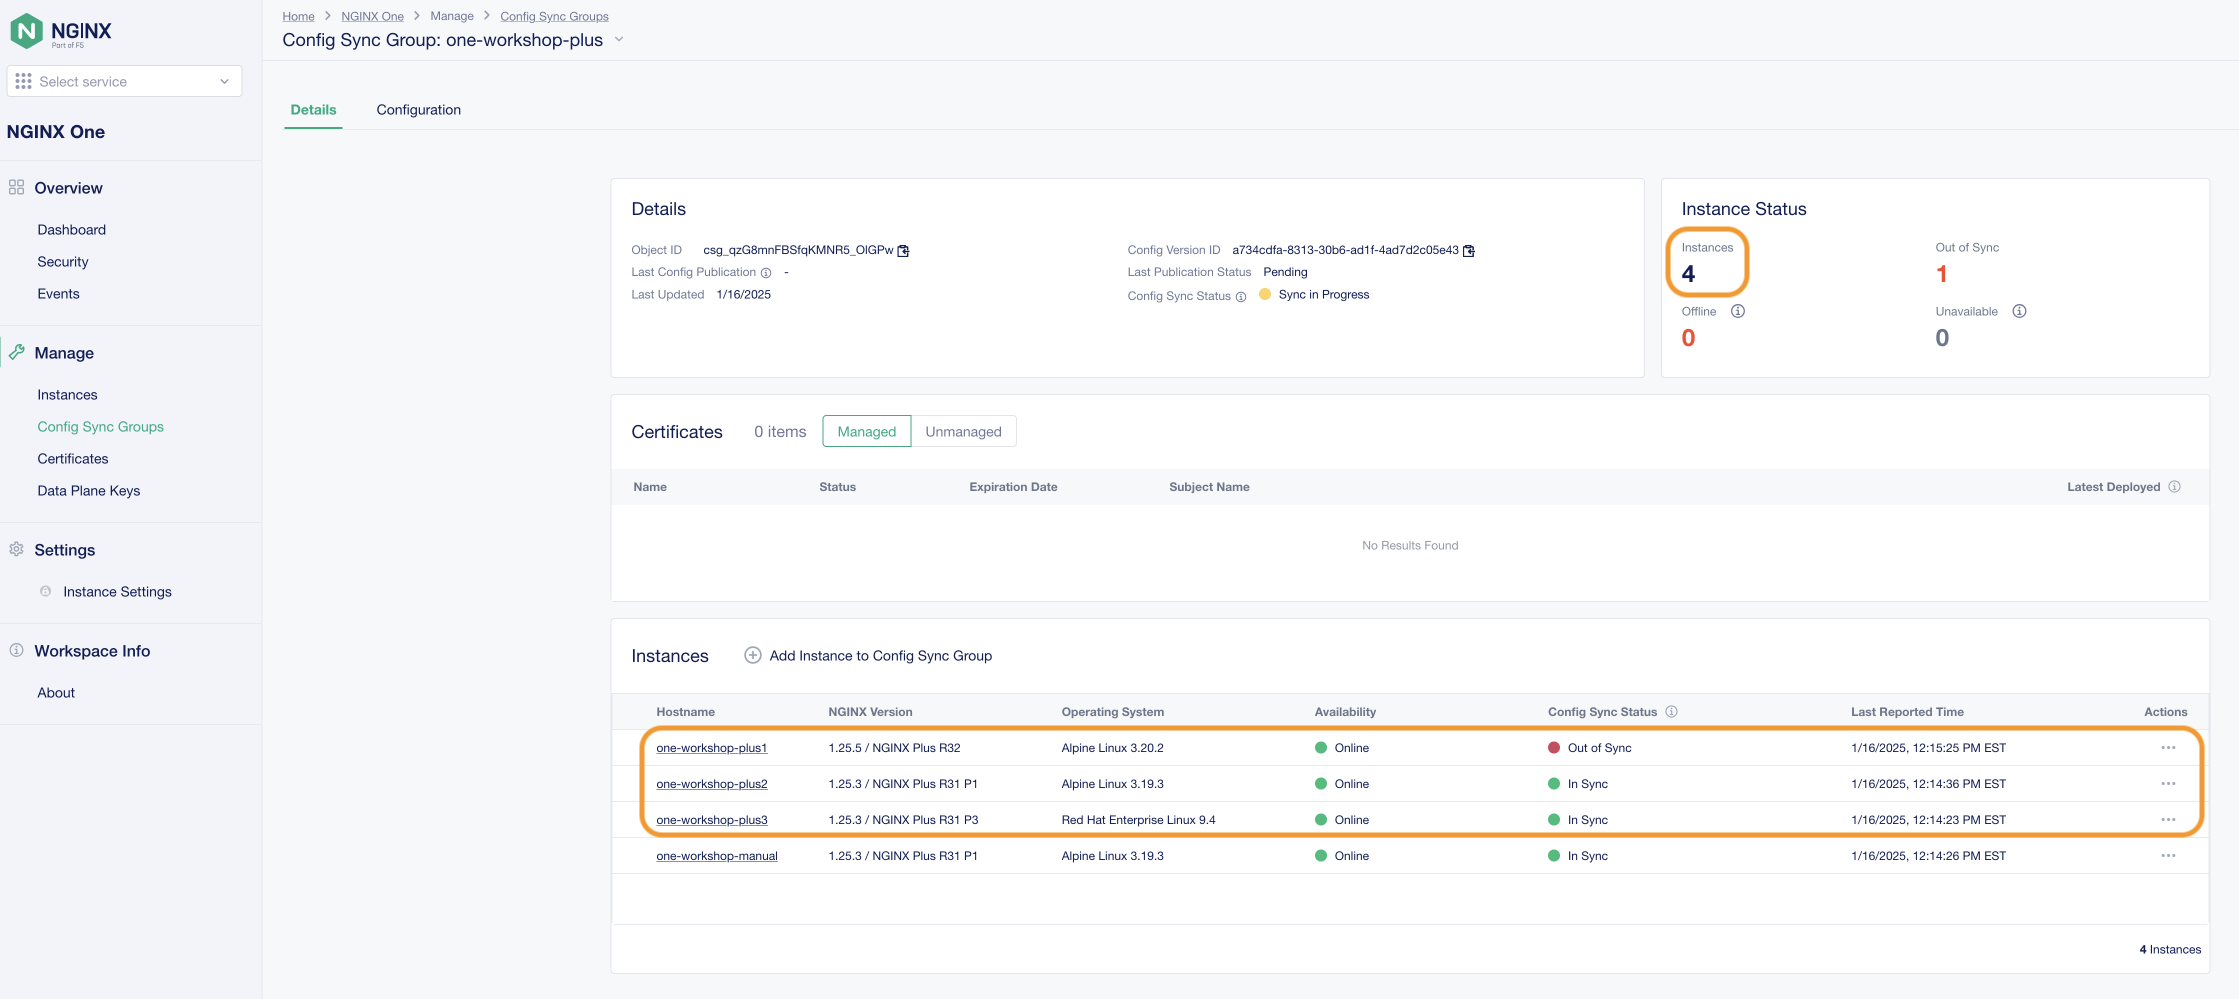 NGINX
Part of F5
Select service
NGINX One
Overview
Dashboard
Security
Events
Manage
Instances
Config Sync Groups
Certificates
Data Plane Keys
Settings
Instance Settings
Workspace Info
About
Home > NGINX One > Manage > Config Sync Groups
Config Sync Group: one-workshop-plus
Details Configuration
Details
Object ID csg_qzG8mnFBSfqKMNR5_OlGPw
Last Config Publication -
Last Updated 1/16/2025
Config Version ID a734cdfa-8313-30b6-ad1f-4ad7d2c05e43
Last Publication Status Pending
Config Sync Status Sync in Progress
Instance Status
Instances Out of Sync
4 1
Offline Unavailable
0 0
Certificates 0 items Managed Unmanaged
Name Status Expiration Date Subject Name Latest Deployed
No Results Found
Instances Add Instance to Config Sync Group
Hostname NGINX Version Operating System Availability Config Sync Status Last Reported Time Actions
one-workshop-plus1 1.25.5 / NGINX Plus R32 Alpine Linux 3.20.2 Online Out of Sync 1/16/2025, 12:15:25 PM EST ...
one-workshop-plus2 1.25.3 / NGINX Plus R31 P1 Alpine Linux 3.19.3 Online In Sync 1/16/2025, 12:14:36 PM EST ...
one-workshop-plus3 1.25.3 / NGINX Plus R31 P3 Red Hat Enterprise Linux 9.4 Online In Sync 1/16/2025, 12:14:23 PM EST ...
one-workshop-manual 1.25.3 / NGINX Plus R31 P1 Alpine Linux 3.19.3 Online In Sync 1/16/2025, 12:14:26 PM EST ...
4 Instances